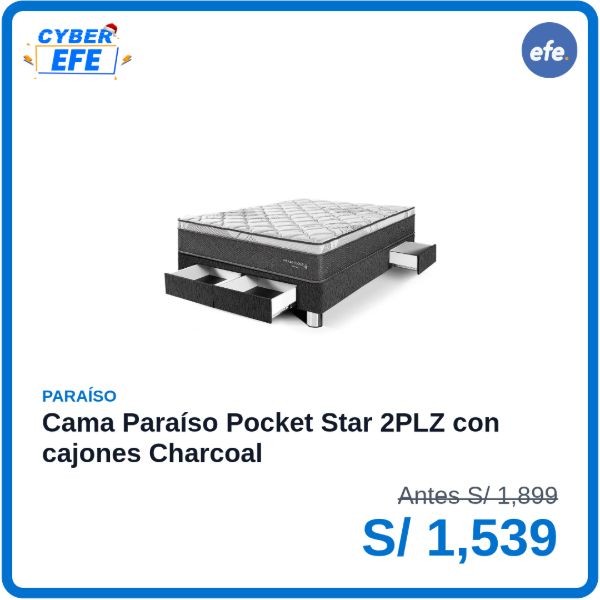 CYBER
EFE
efe.
PARAÍSO
Cama Paraíso Pocket Star 2PLZ con
cajones Charcoal
Antes S/ 1,899
S/ 1,539